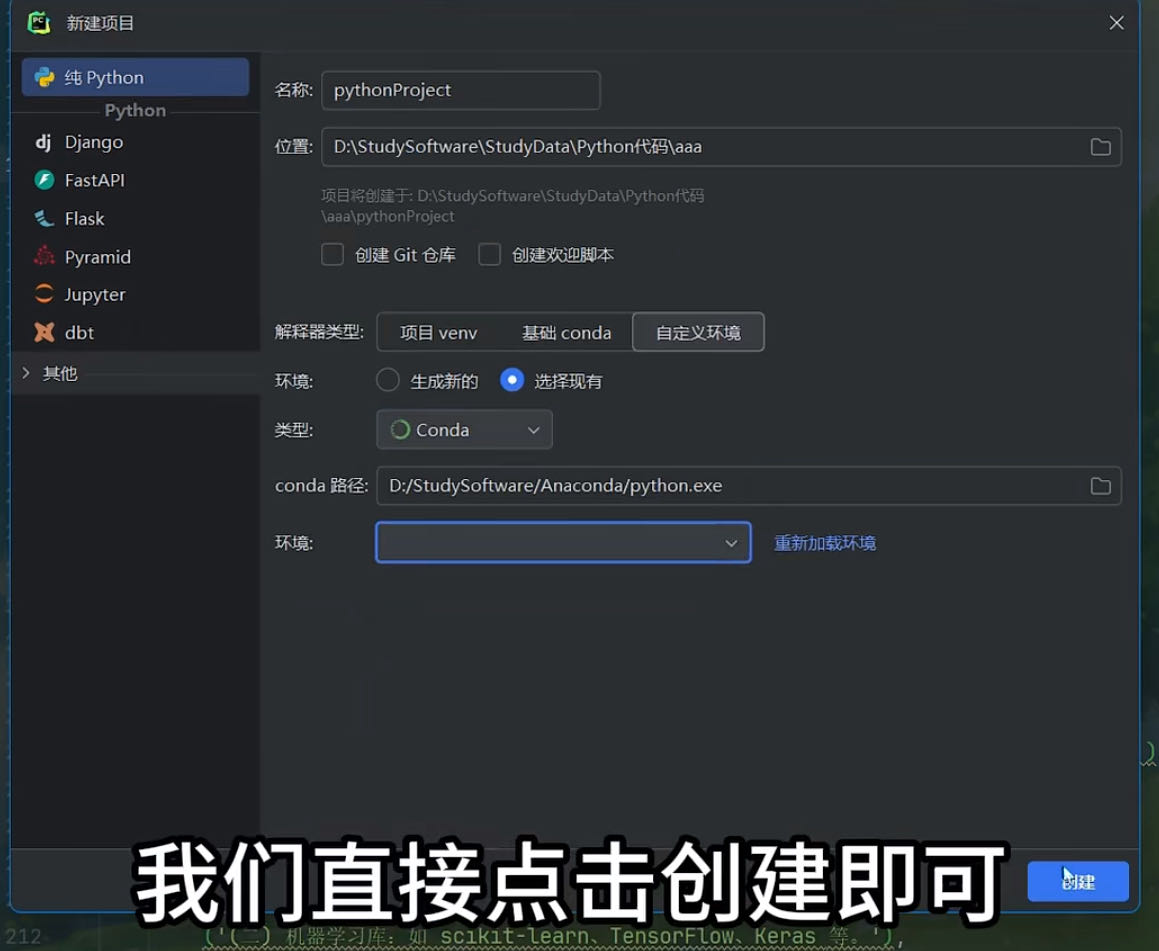 新建项目
纯 Python
Python
Django
FastAPI
Flask
Pyramid
Jupyter
dbt
其他
名称: pythonProject
位置: D:\StudySoftware\StudyData\Python代码\aaa
项目将创建于: D:\StudySoftware\StudyData\Python代码
\aaa\pythonProject
创建 Git 仓库 创建欢迎脚本
解释器类型: 项目 venv 基础 conda 自定义环境
环境: 生成新的 选择现有
类型: Conda
conda 路径: D:/StudySoftware/Anaconda/python.exe
环境: 重新加载环境
我们直接点击创建即可
创建
212 ('(二) 机器学习库: 如 scikit-learn、TensorFlow、Keras 等。'),